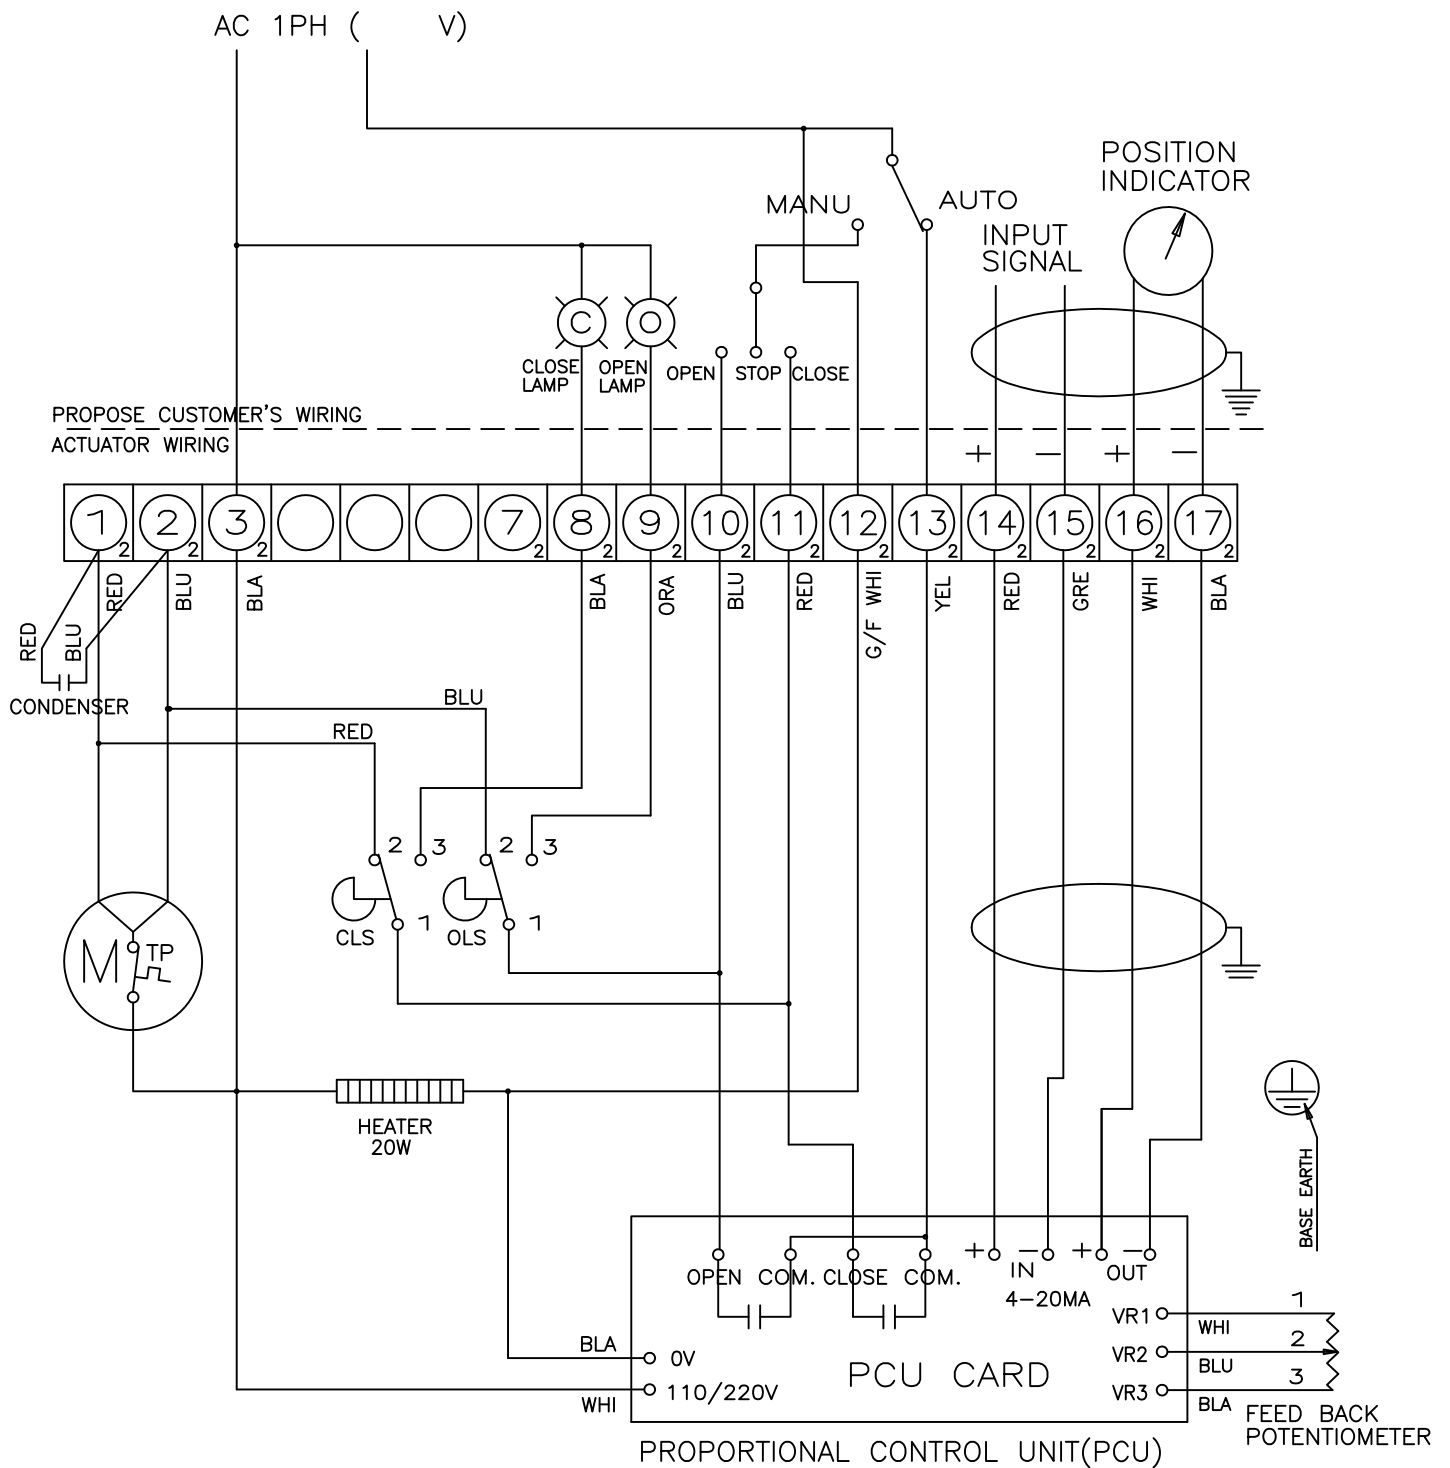 AC 1PH ( V)
POSITION
INDICATOR
MANU
AUTO
INPUT
SIGNAL
C
O
CLOSE
LAMP
OPEN
LAMP
OPEN
STOP
CLOSE
PROPOSE CUSTOMER'S WIRING
ACTUATOR WIRING
+ − + −
1 2 3 7 8 9 10 11 12 13 14 15 16 17
2 2 2 2 2 2 2 2 2 2 2 2 2 2
RED
BLU
BLA
BLA
ORA
BLU
RED
G/F WHI
YEL
RED
GRE
WHI
BLA
RED
BLU
CONDENSER
BLU
RED
2 3 2 3
1 1
CLS
OLS
M
TP
HEATER
20W
BASE EARTH
OPEN COM. CLOSE COM.
+ − + −
IN
OUT
4−20MA
VR1
WHI
1
VR2
BLU
2
VR3
BLA
3
BLA
0V
WHI
110/220V
PCU CARD
FEED BACK
POTENTIOMETER
PROPORTIONAL CONTROL UNIT(PCU)